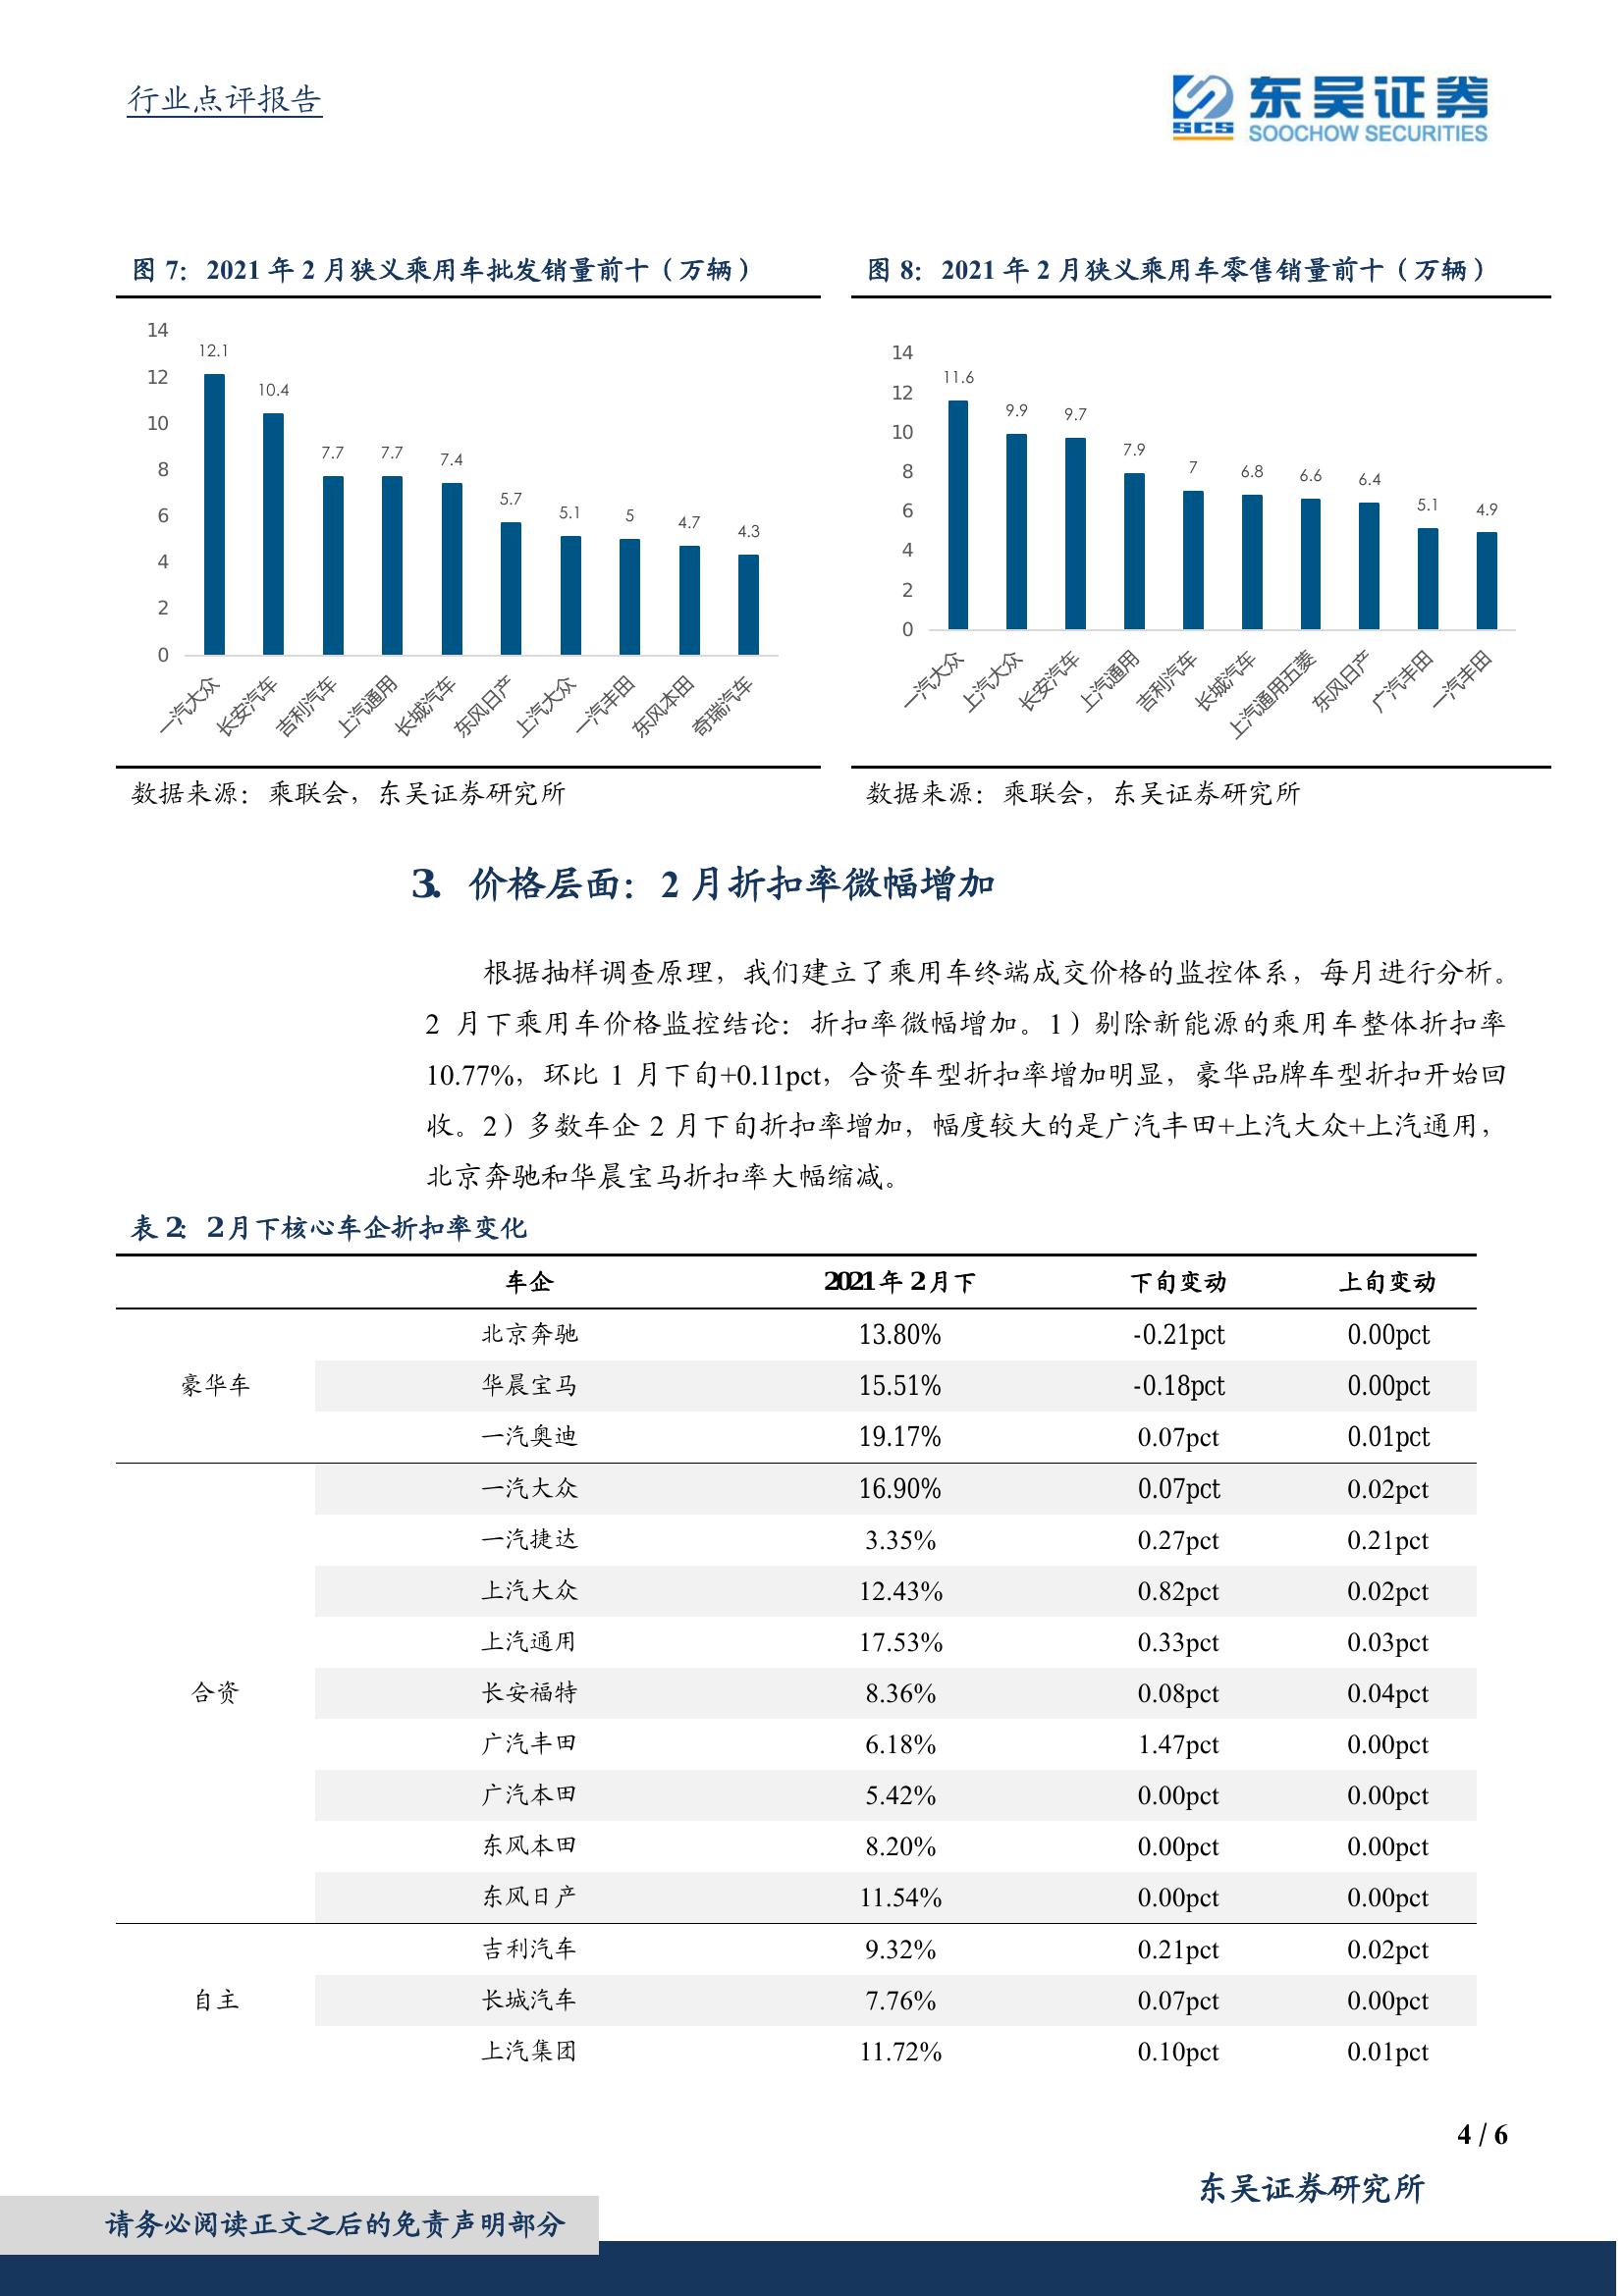 行业点评报告
东吴证券
SCS
SOOCHOW SECURITIES
图 7：2021 年 2 月狭义乘用车批发销量前十（万辆）
14
12
10
8
6
4
2
0
12.1
10.4
7.7
7.7
7.4
5.7
5.1
5
4.7
4.3
一汽大众
长安汽车
吉利汽车
上汽通用
长城汽车
东风日产
上汽大众
一汽丰田
东风本田
奇瑞汽车
数据来源：乘联会，东吴证券研究所
图 8：2021 年 2 月狭义乘用车零售销量前十（万辆）
14
12
10
8
6
4
2
0
11.6
9.9
9.7
7.9
7
6.8
6.6
6.4
5.1
4.9
一汽大众
上汽大众
长安汽车
上汽通用
吉利汽车
长城汽车
上汽通用五菱
东风日产
广汽丰田
一汽丰田
数据来源：乘联会，东吴证券研究所
3. 价格层面：2 月折扣率微幅增加
根据抽样调查原理，我们建立了乘用车终端成交价格的监控体系，每月进行分析。
2 月下乘用车价格监控结论：折扣率微幅增加。1）剔除新能源的乘用车整体折扣率
10.77%，环比 1 月下旬+0.11pct，合资车型折扣率增加明显，豪华品牌车型折扣开始回
收。2）多数车企 2 月下旬折扣率增加，幅度较大的是广汽丰田+上汽大众+上汽通用，
北京奔驰和华晨宝马折扣率大幅缩减。
表 2：2 月下核心车企折扣率变化
车企 2021 年 2 月下 下旬变动 上旬变动
豪华车
北京奔驰 13.80% -0.21pct 0.00pct
华晨宝马 15.51% -0.18pct 0.00pct
一汽奥迪 19.17% 0.07pct 0.01pct
合资
一汽大众 16.90% 0.07pct 0.02pct
一汽捷达 3.35% 0.27pct 0.21pct
上汽大众 12.43% 0.82pct 0.02pct
上汽通用 17.53% 0.33pct 0.03pct
长安福特 8.36% 0.08pct 0.04pct
广汽丰田 6.18% 1.47pct 0.00pct
广汽本田 5.42% 0.00pct 0.00pct
东风本田 8.20% 0.00pct 0.00pct
东风日产 11.54% 0.00pct 0.00pct
自主
吉利汽车 9.32% 0.21pct 0.02pct
长城汽车 7.76% 0.07pct 0.00pct
上汽集团 11.72% 0.10pct 0.01pct
4 / 6
东吴证券研究所
请务必阅读正文之后的免责声明部分